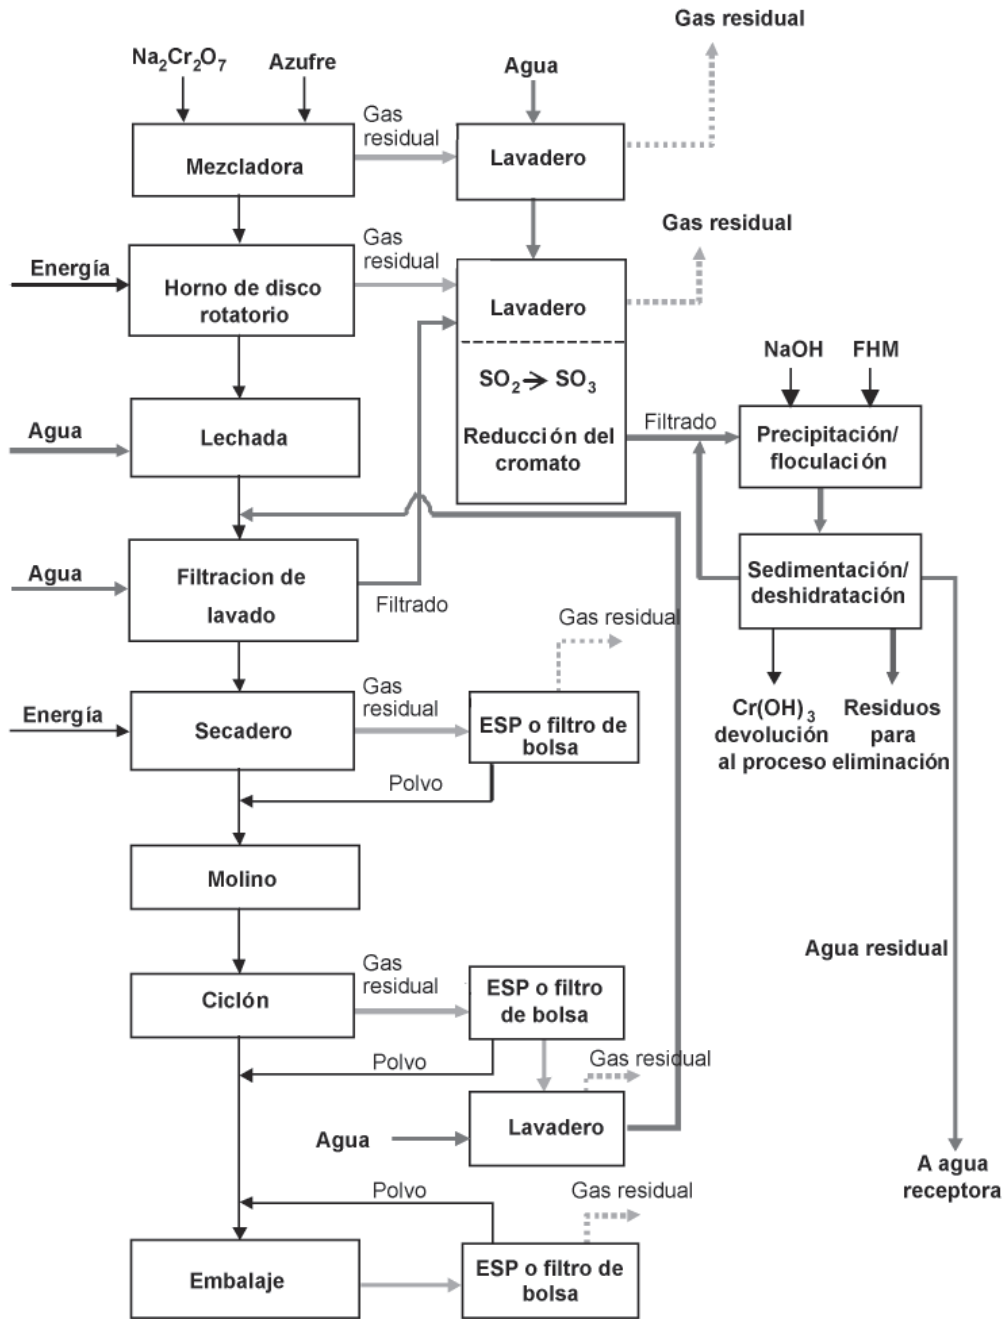 Gas residual
Na2Cr2O7
Azufre
Agua
Gas
residual
Mezcladora
Lavadero
Gas residual
Energía
Gas
residual
Horno de disco
rotatorio
Lavadero
SO2 → SO3
Reducción del
cromato
NaOH
FHM
Filtrado
Precipitación/
floculación
Agua
Lechada
Agua
Filtracion de
lavado
Filtrado
Sedimentación/
deshidratación
Gas residual
Energía
Secadero
Gas
residual
ESP o filtro de
bolsa
Polvo
Cr(OH)3
devolución
al proceso
Residuos
para
eliminación
Molino
Agua residual
Ciclón
Gas
residual
ESP o filtro
de bolsa
Polvo
Gas residual
Agua
Lavadero
A agua
receptora
Polvo
Gas residual
Embalaje
ESP o filtro de
bolsa